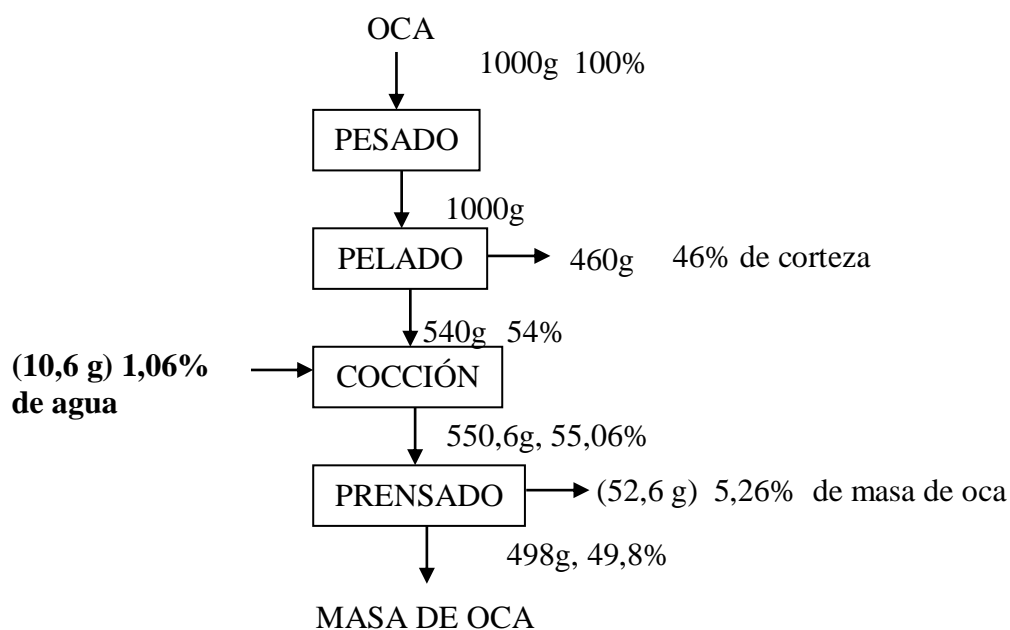 OCA
1000g 100%
PESADO
1000g
PELADO
460g 46% de corteza
540g 54%
(10,6 g) 1,06%
de agua
COCCIÓN
550,6g, 55,06%
PRENSADO
(52,6 g) 5,26% de masa de oca
498g, 49,8%
MASA DE OCA